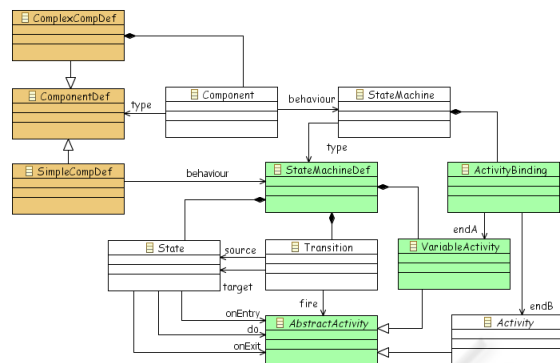 ComplexCompDef
ComponentDef
type
Component
behaviour
StateMachine
type
SimpleCompDef
behaviour
StateMachineDef
ActivityBinding
State
source
Transition
endA
VariableActivity
target
fire
onEntry
do
onExit
AbstractActivity
endB
Activity